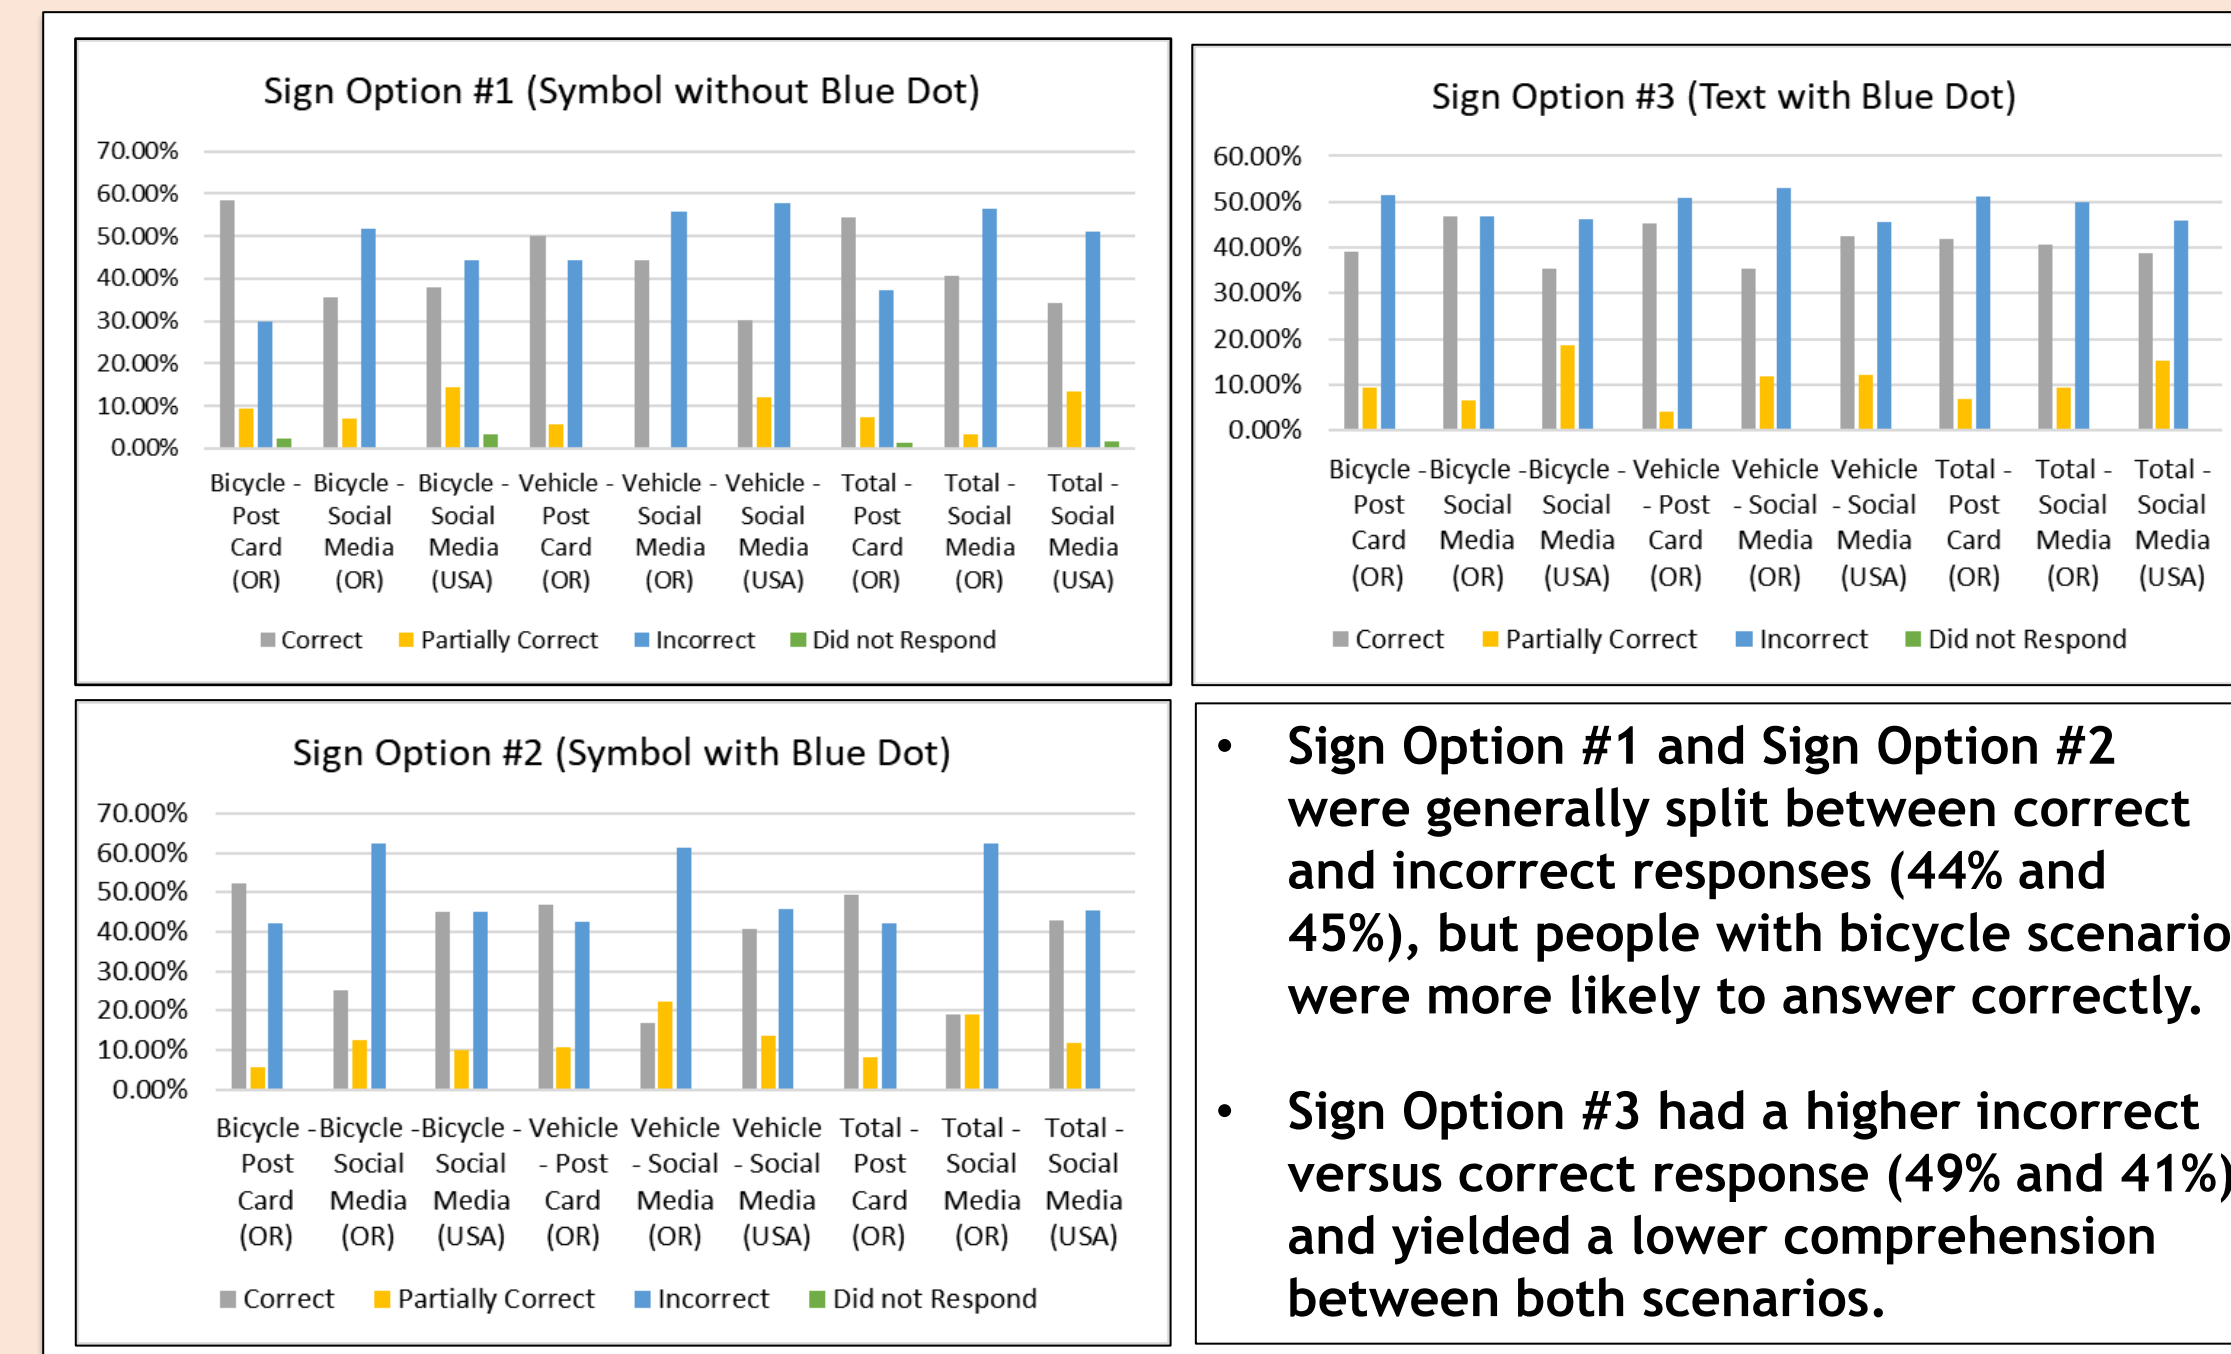 Sign Option #1 (Symbol without Blue Dot)
70.00%
60.00%
50.00%
40.00%
30.00%
20.00%
10.00%
0.00%
Bicycle - Bicycle - Bicycle - Vehicle - Vehicle - Vehicle - Total - Total - Total -
Post Social Social Post Social Social Post Social Social
Card Media Media Card Media Media Card Media Media
(OR) (OR) (USA) (OR) (OR) (USA) (OR) (OR) (USA)
Correct Partially Correct Incorrect Did not Respond
Sign Option #3 (Text with Blue Dot)
60.00%
50.00%
40.00%
30.00%
20.00%
10.00%
0.00%
Bicycle - Bicycle - Bicycle - Vehicle Vehicle Vehicle Total - Total - Total -
Post Social Social - Post - Social - Social Post Social Social
Card Media Media Card Media Media Card Media Media
(OR) (OR) (USA) (OR) (OR) (USA) (OR) (OR) (USA)
Correct Partially Correct Incorrect Did not Respond
Sign Option #2 (Symbol with Blue Dot)
70.00%
60.00%
50.00%
40.00%
30.00%
20.00%
10.00%
0.00%
Bicycle - Bicycle - Bicycle - Vehicle Vehicle Vehicle Total - Total - Total -
Post Social Social - Post - Social - Social Post Social Social
Card Media Media Card Media Media Card Media Media
(OR) (OR) (USA) (OR) (OR) (USA) (OR) (OR) (USA)
Correct Partially Correct Incorrect Did not Respond
• Sign Option #1 and Sign Option #2
were generally split between correct
and incorrect responses (44% and
45%), but people with bicycle scenario
were more likely to answer correctly.
• Sign Option #3 had a higher incorrect
versus correct response (49% and 41%)
and yielded a lower comprehension
between both scenarios.